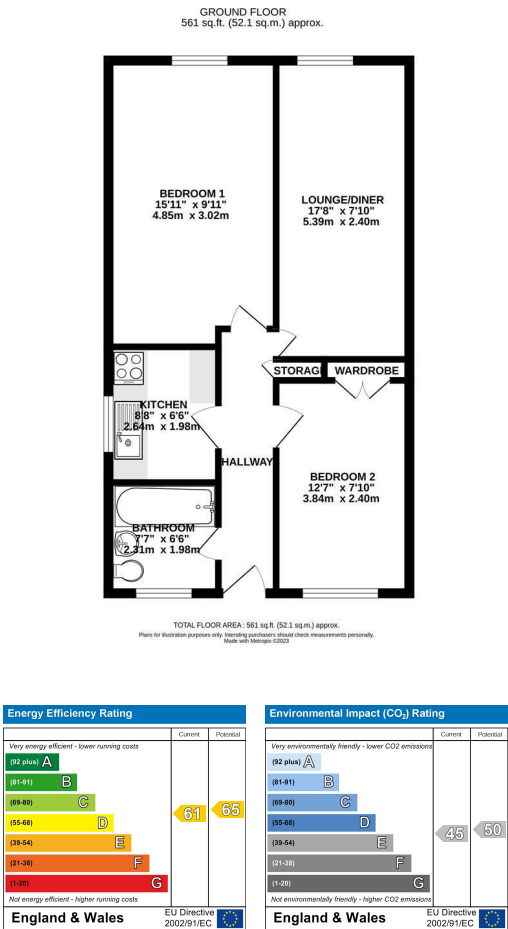 GROUND FLOOR
561 sq.ft. (52.1 sq.m.) approx.
BEDROOM 1
15'11" x 9'11"
4.85m x 3.02m
LOUNGE/DINER
17'8" x 7'10"
5.39m x 2.40m
STORAG
WARDROBE
KITCHEN
8'8" x 6'6"
2.64m x 1.98m
HALLWAY
BEDROOM 2
12'7" x 7'10"
3.84m x 2.40m
BATHROOM
7'7" x 6'6"
2.31m x 1.98m
TOTAL FLOOR AREA : 561 sq.ft. (52.1 sq.m.) approx.
Plans for illustration purposes only. Intending purchasers should check measurements personally.
Made with Metropix ©2023
Energy Efficiency Rating
Current Potential
Very energy efficient - lower running costs
(92 plus) A
(81-91) B
(69-80) C
(55-68) D
(39-54) E
(21-38) F
(1-20) G
61
65
Not energy efficient - higher running costs
England & Wales
EU Directive
2002/91/EC
Environmental Impact (CO2) Rating
Current Potential
Very environmentally friendly - lower CO2 emissions
(92 plus) A
(81-91) B
(69-80) C
(55-68) D
(39-54) E
(21-38) F
(1-20) G
45
50
Not environmentally friendly - higher CO2 emissions
England & Wales
EU Directive
2002/91/EC